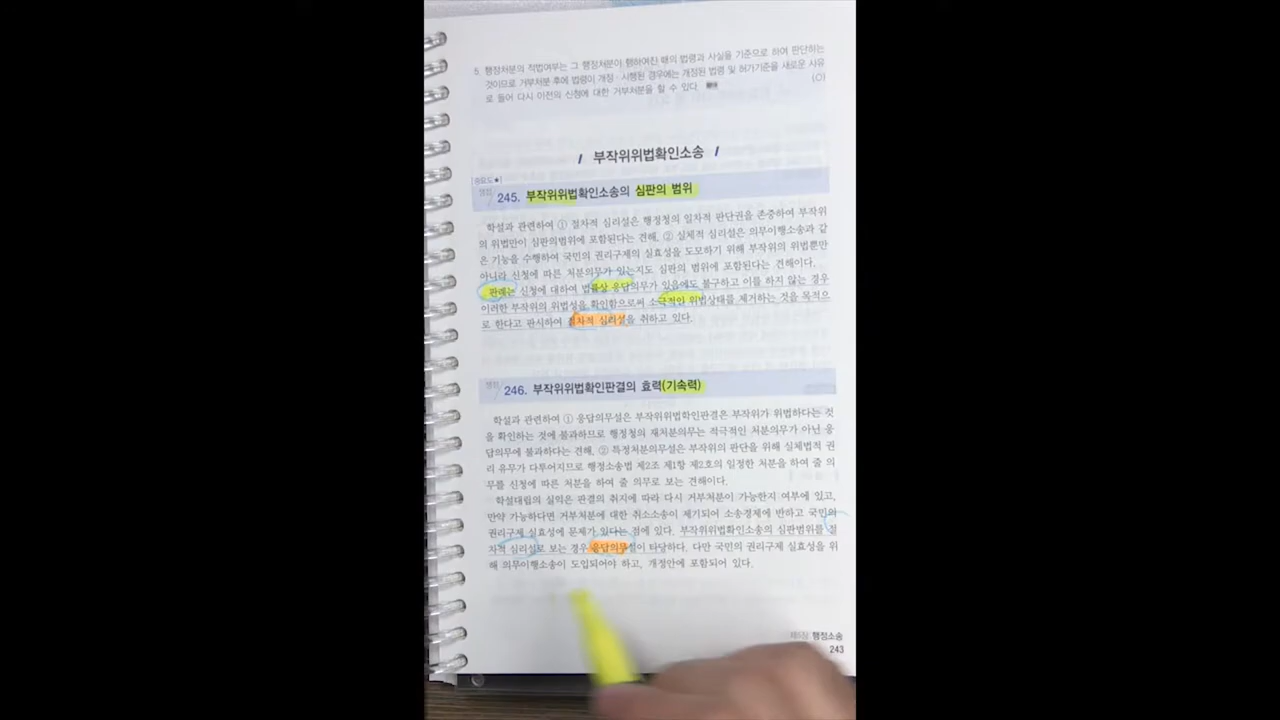 5. 행정처분의 적법여부는 그 행정처분이 행하여진 때의 법령과 사실을 기준으로 하여 판단하는
것이므로 거부처분 후에 법령이 개정·시행된 경우에는 개정된 법령 및 허가기준을 새로운 사유
로 들어 다시 이전의 신청에 대한 거부처분을 할 수 있다. (O)
부작위위법확인소송
[중요도★]
쟁점 245. 부작위위법확인소송의 심판의 범위
학설과 관련하여 ① 절차적 심리설은 행정청의 일차적 판단권을 존중하여 부작위
의 위법만이 심판의범위에 포함된다는 견해, ② 실체적 심리설은 의무이행소송과 같
은 기능을 수행하여 국민의 권리구제의 실효성을 도모하기 위해 부작위의 위법뿐만
아니라 신청에 따른 처분의무가 있는지도 심판의 범위에 포함된다는 견해이다.
판례는 신청에 대하여 법률상 응답의무가 있음에도 불구하고 이를 하지 않는 경우
이러한 부작위의 위법성을 확인함으로써 소극적인 위법상태를 제거하는 것을 목적으
로 한다고 판시하여 절차적 심리설을 취하고 있다.
쟁점 246. 부작위위법확인판결의 효력(기속력)
학설과 관련하여 ① 응답의무설은 부작위위법확인판결은 부작위가 위법하다는 것
을 확인하는 것에 불과하므로 행정청의 재처분의무는 적극적인 처분의무가 아닌 응
답의무에 불과하다는 견해, ② 특정처분의무설은 부작위의 판단을 위해 실체법적 권
리 유무가 다투어지므로 행정소송법 제2조 제1항 제2호의 일정한 처분을 하여 줄 의
무를 신청에 따른 처분을 하여 줄 의무로 보는 견해이다.
학설대립의 실익은 판결의 취지에 따라 다시 거부처분이 가능한지 여부에 있고,
만약 가능하다면 거부처분에 대한 취소소송이 제기되어 소송경제에 반하고 국민의
권리구제 실효성에 문제가 있다는 점에 있다. 부작위위법확인소송의 심판범위를 절
차적 심리설로 보는 경우 응답의무설이 타당하다. 다만 국민의 권리구제 실효성을 위
해 의무이행소송이 도입되어야 하고, 개정안에 포함되어 있다.
제5장 행정소송
243